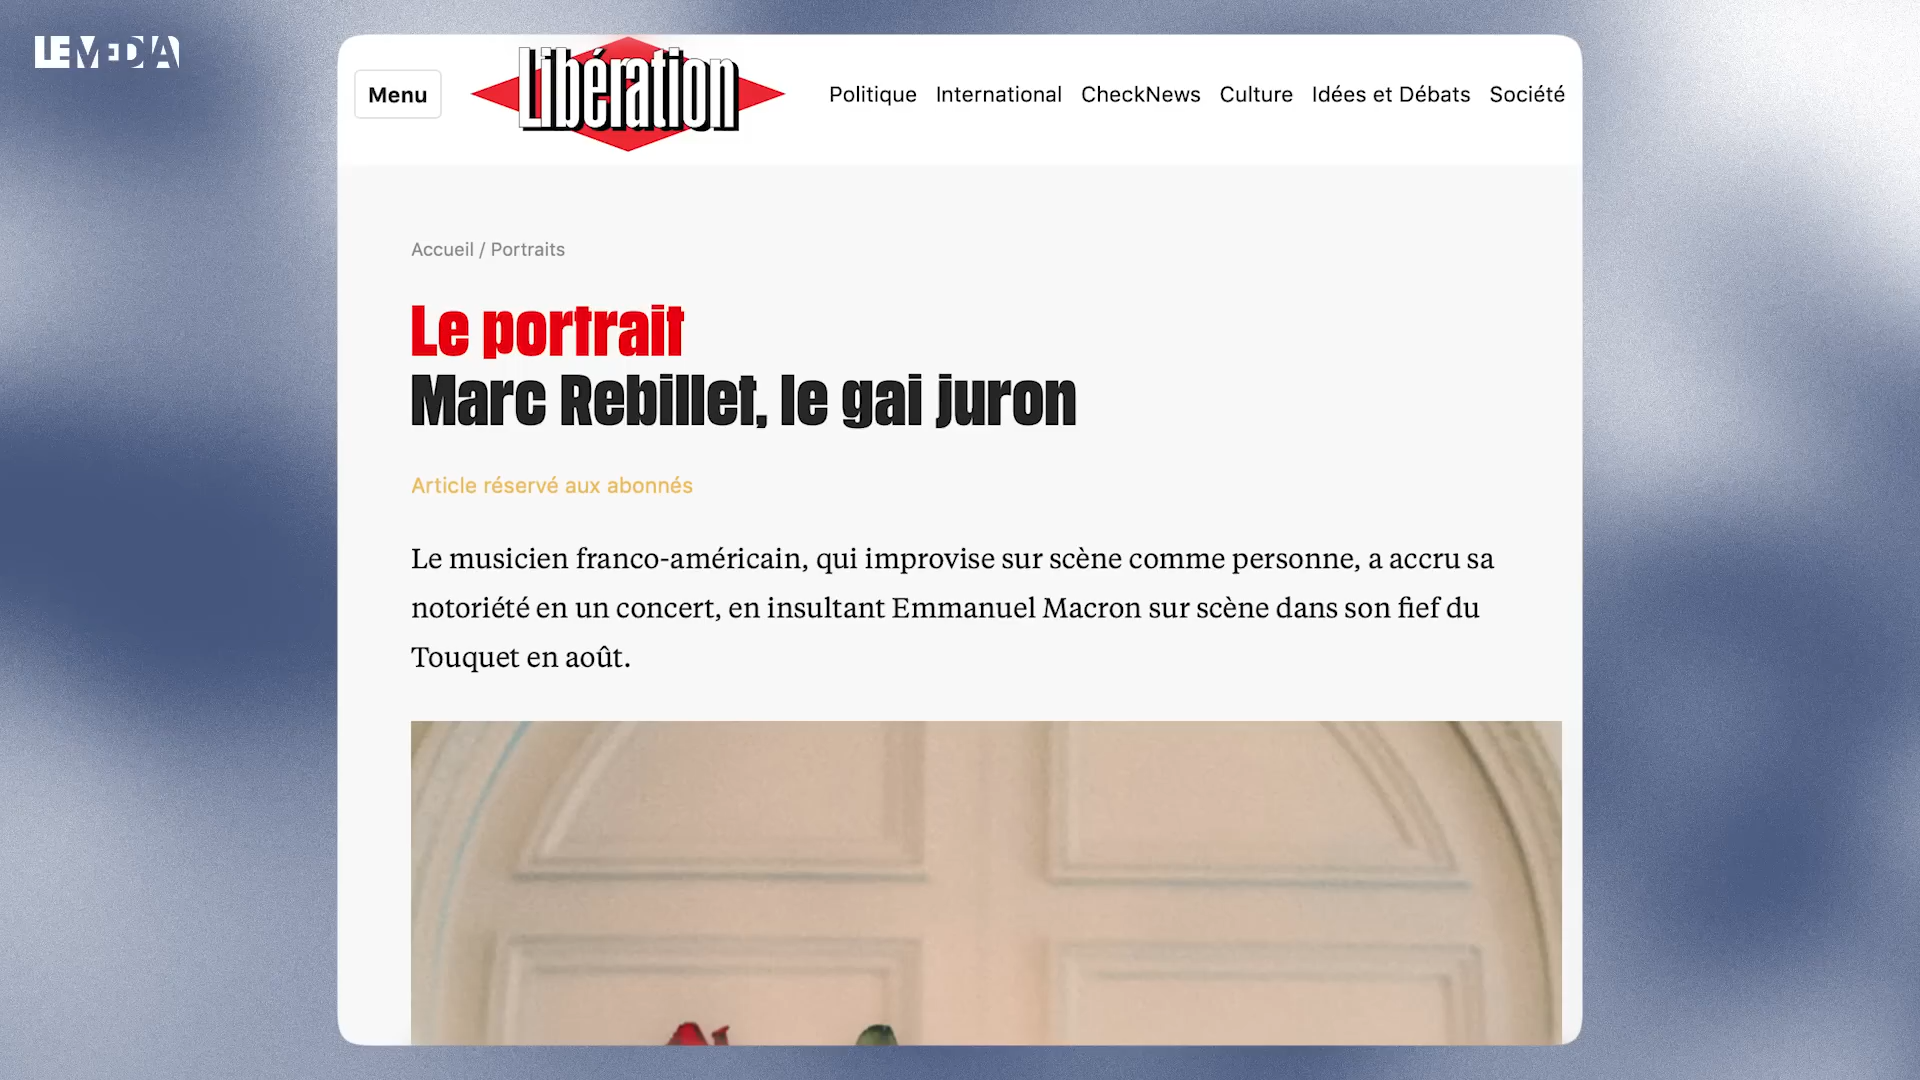 LEMEDIA
Menu
Libération
Politique International CheckNews Culture Idées et Débats Société
Accueil / Portraits
Le portrait
Marc Rebillet, le gai juron
Article réservé aux abonnés
Le musicien franco-américain, qui improvise sur scène comme personne, a accru sa
notoriété en un concert, en insultant Emmanuel Macron sur scène dans son fief du
Touquet en août.